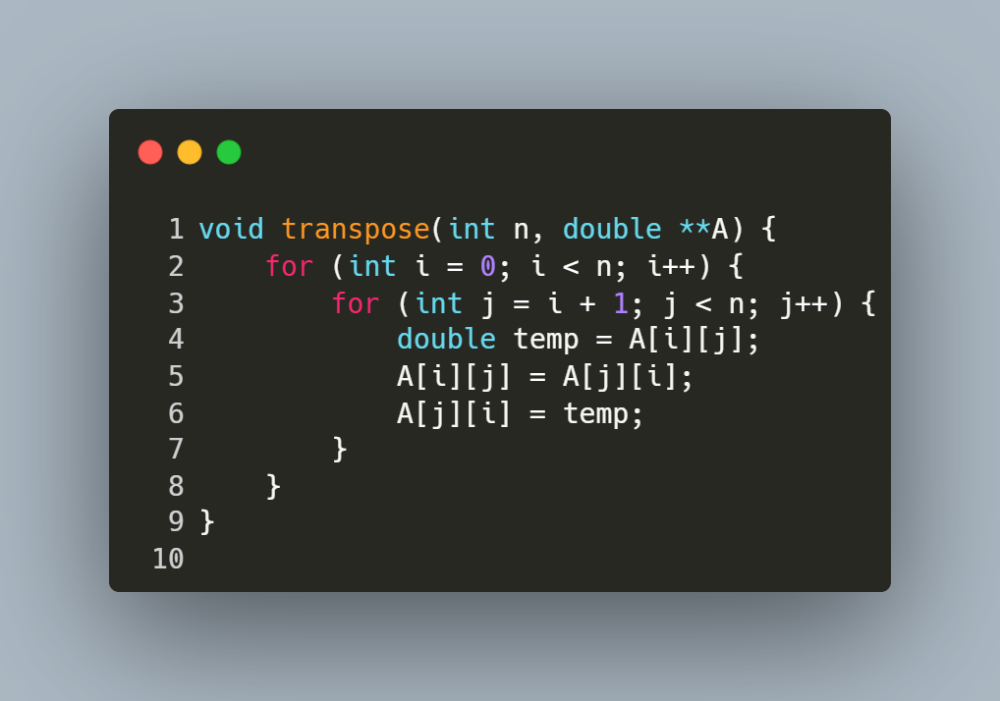 1 void transpose(int n, double **A) {
2     for (int i = 0; i < n; i++) {
3         for (int j = i + 1; j < n; j++) {
4             double temp = A[i][j];
5             A[i][j] = A[j][i];
6             A[j][i] = temp;
7         }
8     }
9 }
10